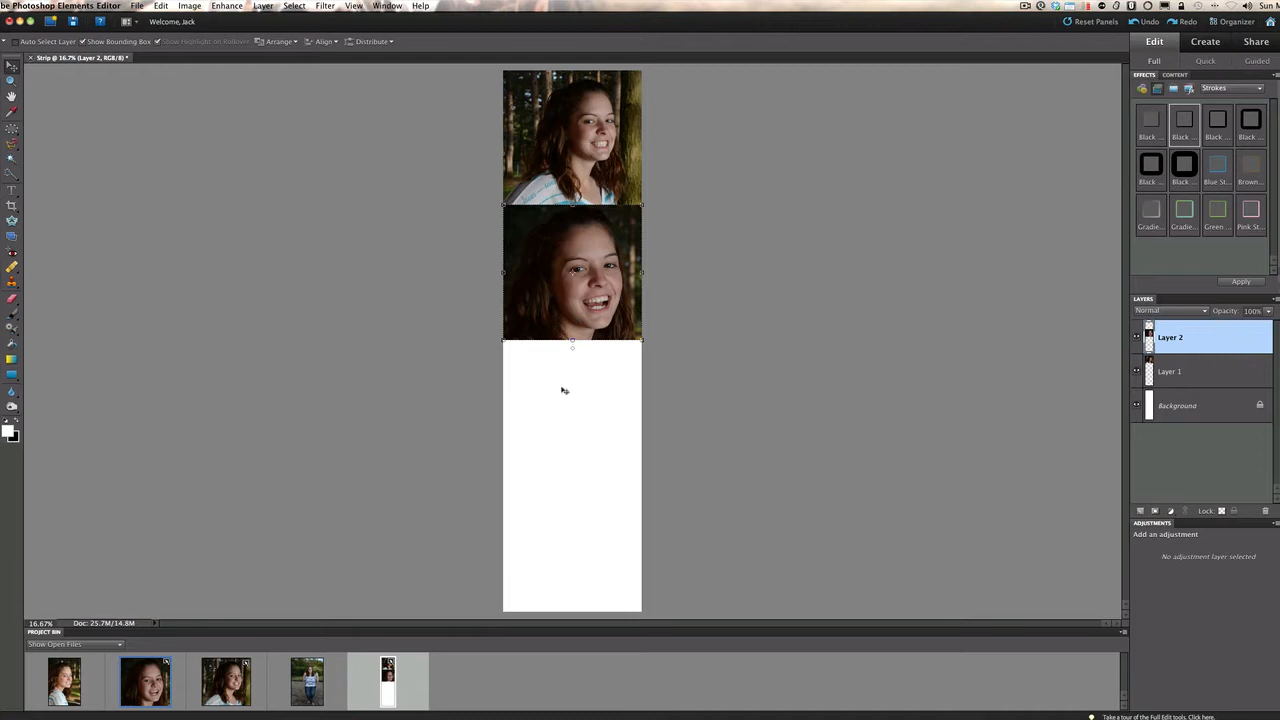 be Photoshop Elements Editor File Edit Image Enhance Layer Select Filter View Window Help Sun M
Welcome, Jack Reset Panels Undo Redo Organizer
Auto Select Layer Show Bounding Box Show Highlight on Rollover Arrange Align Distribute
Edit Create Share
Strip @ 16.7% (Layer 2, RGB/8) *
Full Quick Guided
EFFECTS CONTENT
Strokes
Black ... Black ... Black ... Black ...
Black ... Black ... Blue St... Brown...
Gradie... Gradie... Green ... Pink St...
Apply
LAYERS
Normal Opacity: 100%
Layer 2
Layer 1
Background
Lock:
ADJUSTMENTS
Add an adjustment
No adjustment layer selected
16.67% Doc: 25.7M/14.8M
PROJECT BIN
Show Open Files
Take a tour of the Full Edit tools. Click here.